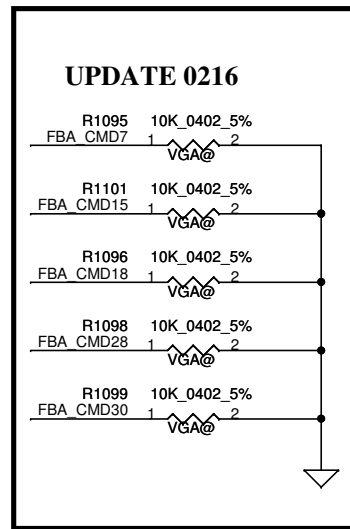 UPDATE 0216
R1095 10K_0402_5%
FBA_CMD7 1 2
VGA@
R1101 10K_0402_5%
FBA_CMD15 1 2
VGA@
R1096 10K_0402_5%
FBA_CMD18 1 2
VGA@
R1098 10K_0402_5%
FBA_CMD28 1 2
VGA@
R1099 10K_0402_5%
FBA_CMD30 1 2
VGA@